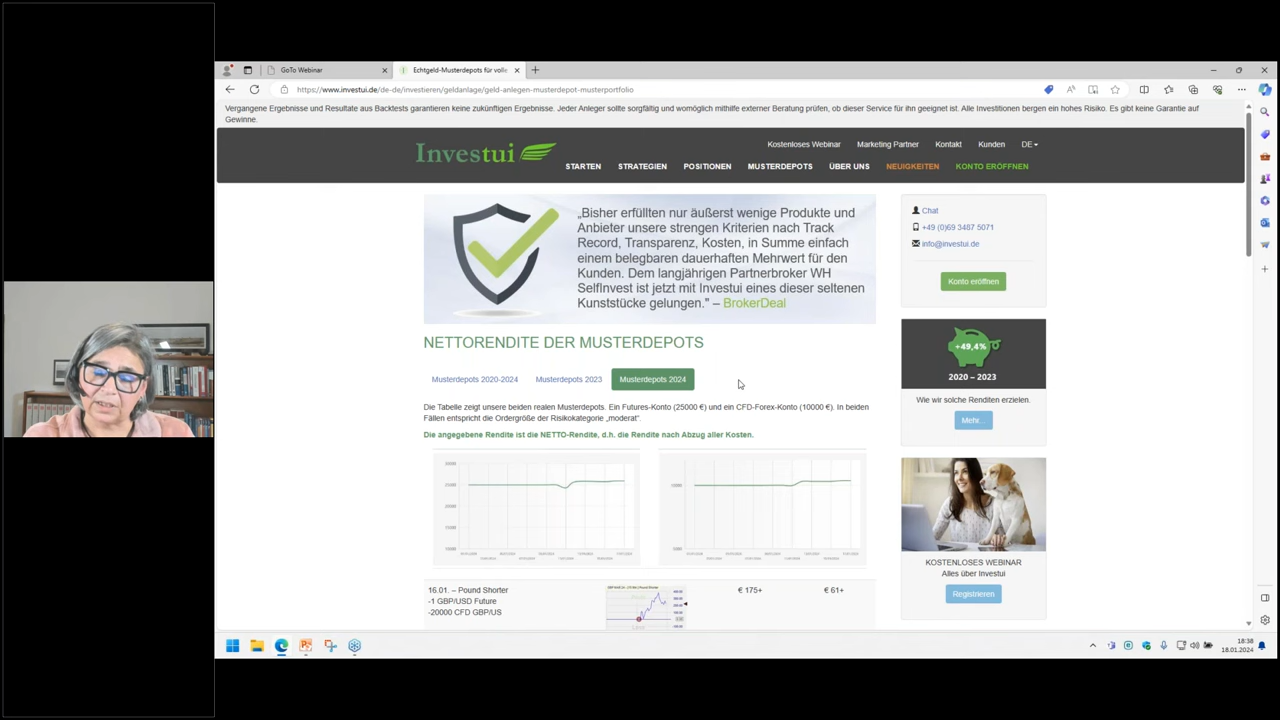 GoTo Webinar
Echtgeld-Musterdepots für volle
https://www.investui.de/de-de/investieren/geldanlage/geld-anlegen-musterdepot-musterportfolio
Vergangene Ergebnisse und Resultate aus Backtests garantieren keine zukünftigen Ergebnisse. Jeder Anleger sollte sorgfältig und womöglich mithilfe externer Beratung prüfen, ob dieser Service für ihn geeignet ist. Alle Investitionen bergen ein hohes Risiko. Es gibt keine Garantie auf
Gewinne.
Kostenloses Webinar Marketing Partner Kontakt Kunden DE
Investui
STARTEN STRATEGIEN POSITIONEN MUSTERDEPOTS ÜBER UNS NEUIGKEITEN KONTO ERÖFFNEN
„Bisher erfüllten nur äußerst wenige Produkte und
Anbieter unsere strengen Kriterien nach Track
Record, Transparenz, Kosten, in Summe einfach
einem belegbaren dauerhaften Mehrwert für den
Kunden. Dem langjährigen Partnerbroker WH
SelfInvest ist jetzt mit Investui eines dieser seltenen
Kunststücke gelungen." – BrokerDeal
Chat
+49 (0)69 3487 5071
info@investui.de
Konto eröffnen
NETTORENDITE DER MUSTERDEPOTS
Musterdepots 2020-2024 Musterdepots 2023 Musterdepots 2024
Die Tabelle zeigt unsere beiden realen Musterdepots. Ein Futures-Konto (25000 €) und ein CFD-Forex-Konto (10000 €). In beiden
Fällen entspricht die Ordergröße der Risikokategorie „moderat".
Die angegebene Rendite ist die NETTO-Rendite, d.h. die Rendite nach Abzug aller Kosten.
+49,4%
2020 – 2023
Wie wir solche Renditen erzielen.
Mehr...
16.01. – Pound Shorter
-1 GBP/USD Future
-20000 CFD GBP/US
€ 175+ € 61+
KOSTENLOSES WEBINAR
Alles über Investui
Registrieren
18:38
18.01.2024